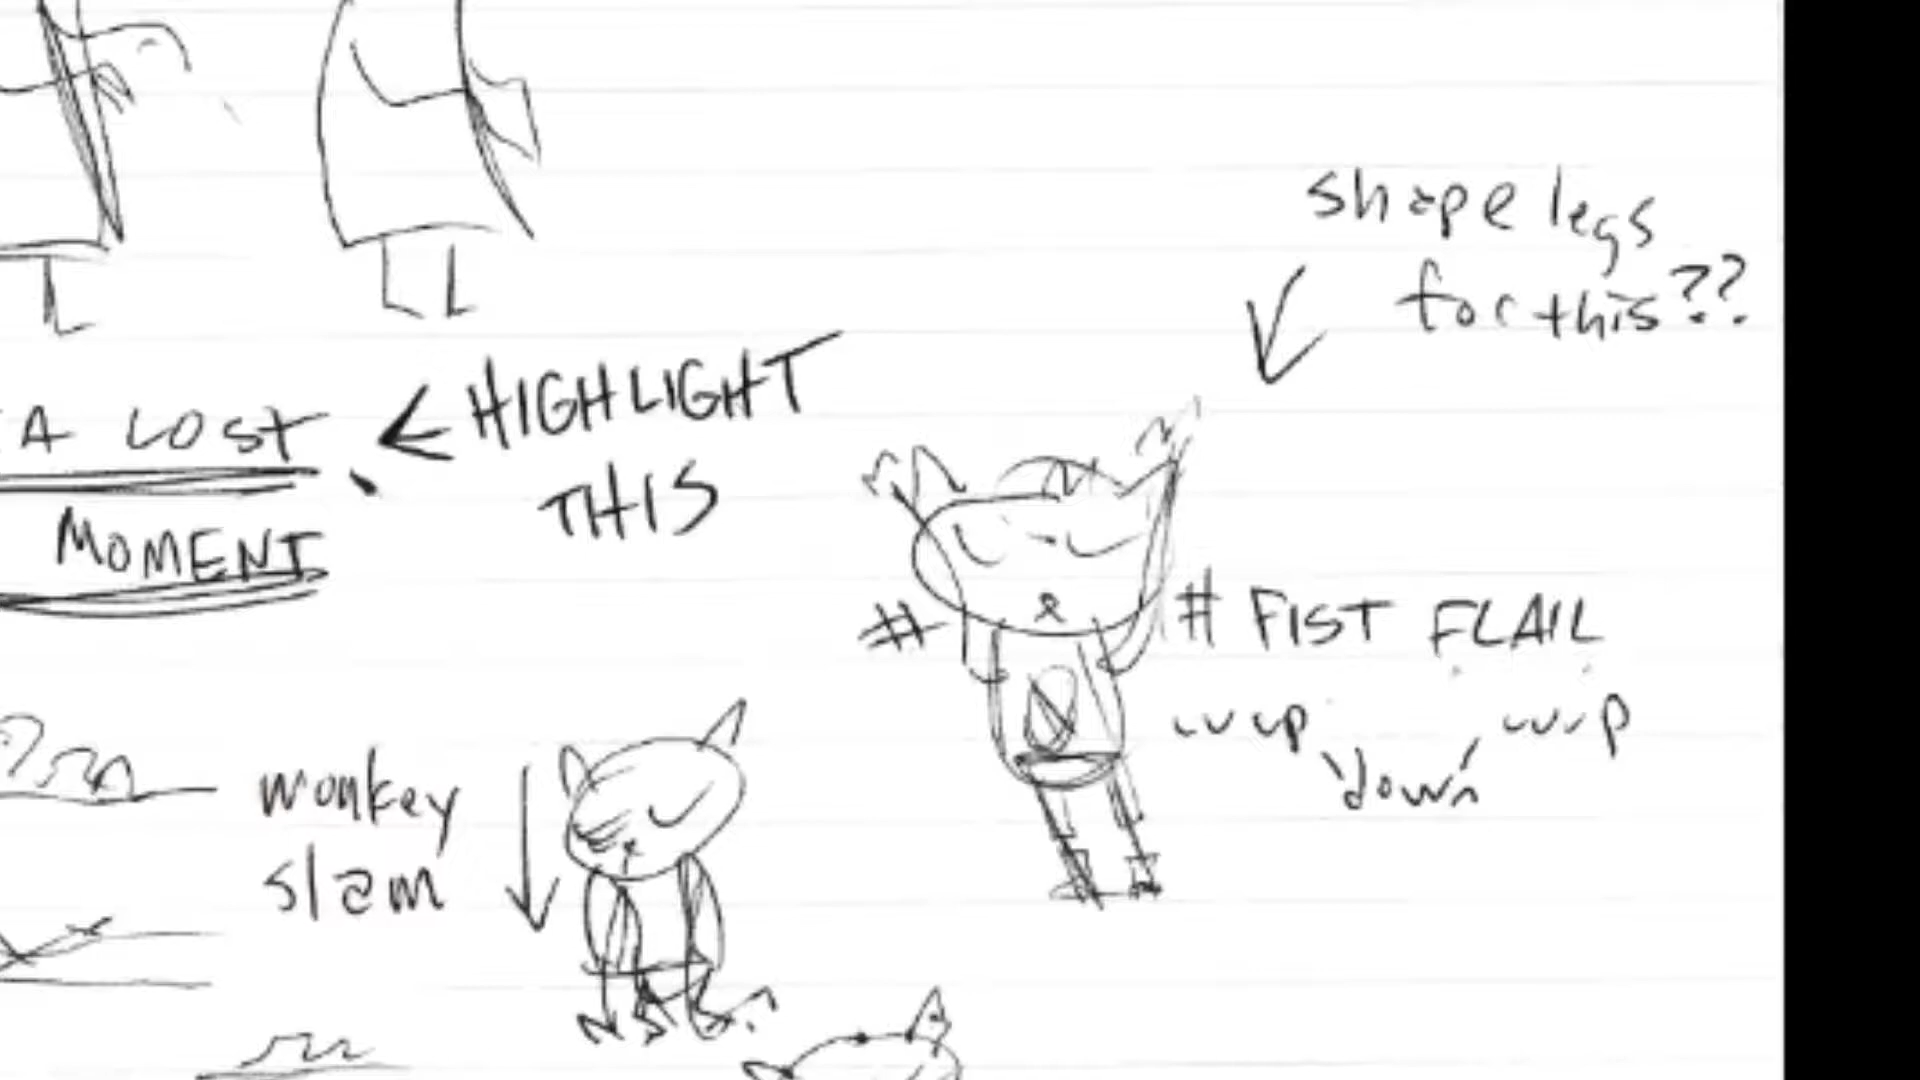 shape legs
for this??
A LOST
MOMENT
← HIGHLIGHT
THIS
# # FIST FLAIL
up down up
monkey
slam